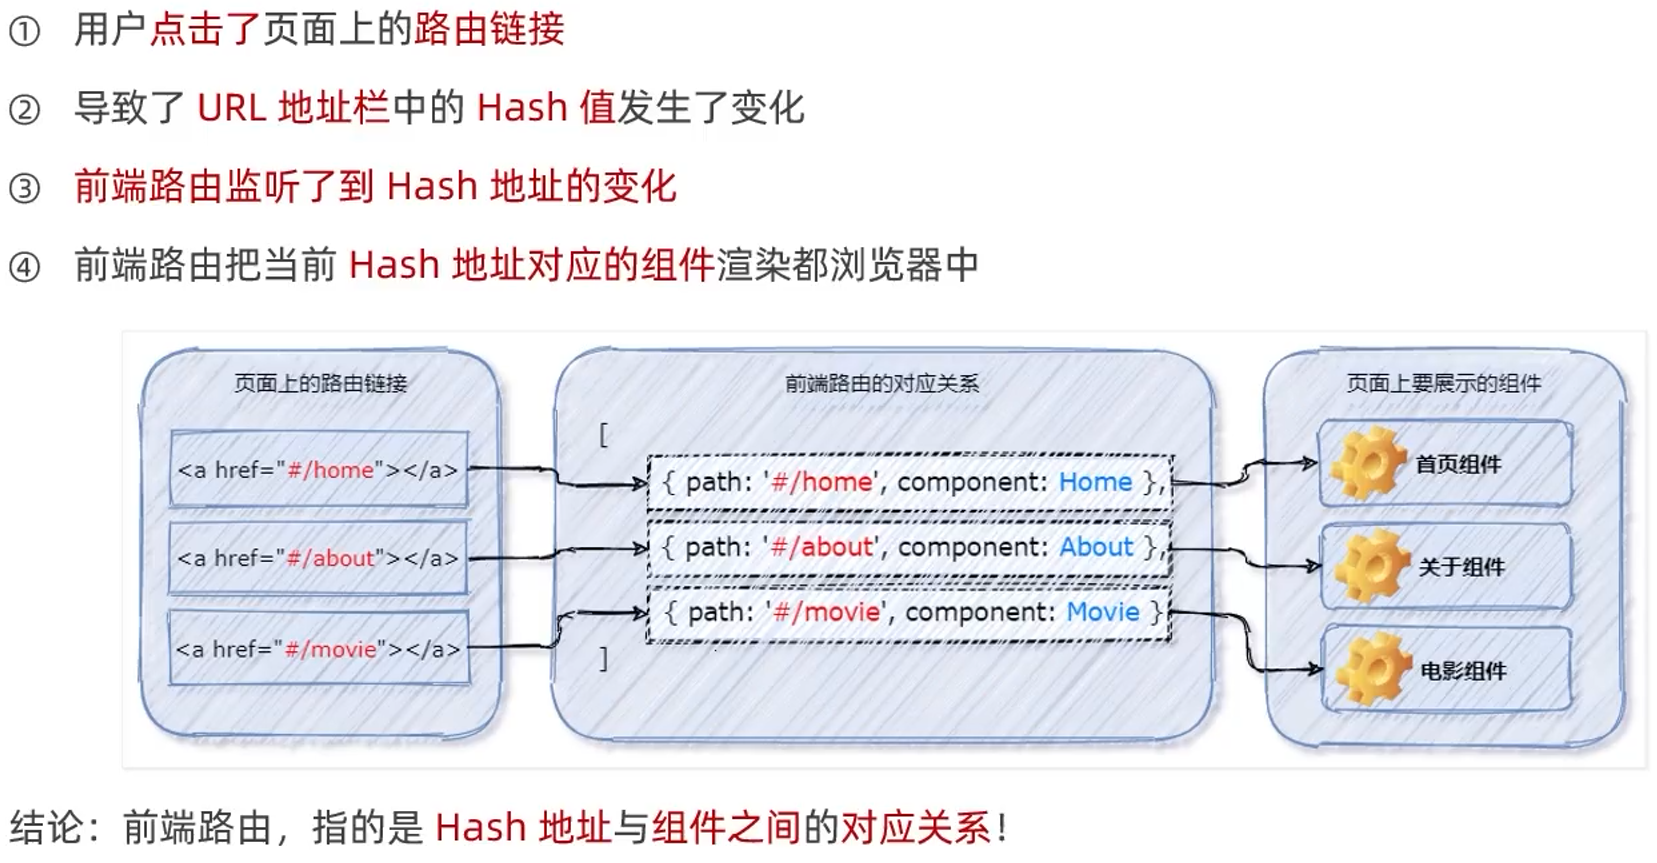 ① 用户点击了页面上的路由链接
② 导致了 URL 地址栏中的 Hash 值发生了变化
③ 前端路由监听了到 Hash 地址的变化
④ 前端路由把当前 Hash 地址对应的组件渲染都浏览器中
页面上的路由链接
<a href="#/home"></a>
<a href="#/about"></a>
<a href="#/movie"></a>
前端路由的对应关系
[
{ path: '#/home', component: Home },
{ path: '#/about', component: About },
{ path: '#/movie', component: Movie }
]
页面上要展示的组件
首页组件
关于组件
电影组件
结论：前端路由，指的是 Hash 地址与组件之间的对应关系！